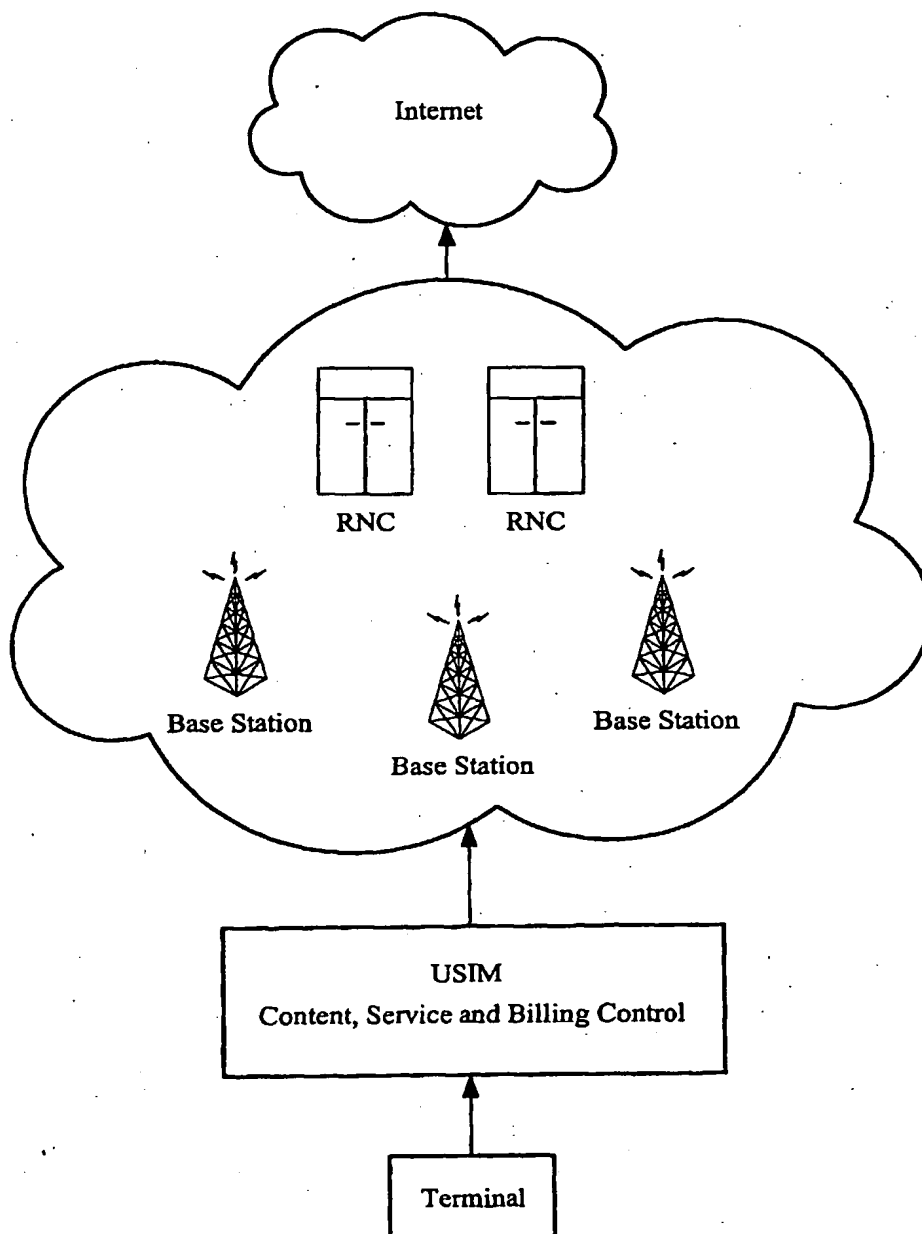 Internet
RNC
RNC
Base Station
Base Station
Base Station
USIM
Content, Service and Billing Control
Terminal